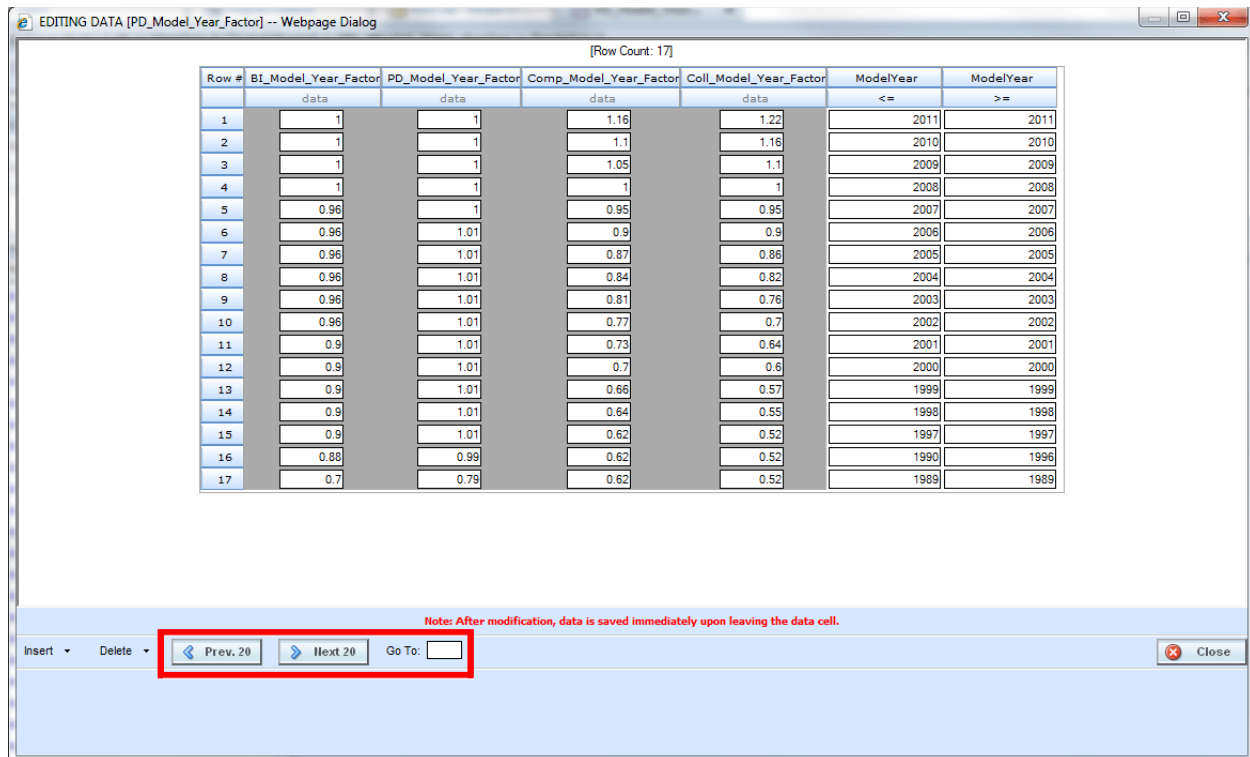 EDITING DATA [PD_Model_Year_Factor] -- Webpage Dialog
[Row Count: 17]
Row # BI_Model_Year_Factor PD_Model_Year_Factor Comp_Model_Year_Factor Coll_Model_Year_Factor ModelYear ModelYear
data data data data <= >=
1 1 1 1.16 1.22 2011 2011
2 1 1 1.1 1.16 2010 2010
3 1 1 1.05 1.1 2009 2009
4 1 1 1 1 2008 2008
5 0.96 1 0.95 0.95 2007 2007
6 0.96 1.01 0.9 0.9 2006 2006
7 0.96 1.01 0.87 0.86 2005 2005
8 0.96 1.01 0.84 0.82 2004 2004
9 0.96 1.01 0.81 0.76 2003 2003
10 0.96 1.01 0.77 0.7 2002 2002
11 0.9 1.01 0.73 0.64 2001 2001
12 0.9 1.01 0.7 0.6 2000 2000
13 0.9 1.01 0.66 0.57 1999 1999
14 0.9 1.01 0.64 0.55 1998 1998
15 0.9 1.01 0.62 0.52 1997 1997
16 0.88 0.99 0.62 0.52 1990 1996
17 0.7 0.79 0.62 0.52 1989 1989
Note: After modification, data is saved immediately upon leaving the data cell.
Insert Delete Prev. 20 Next 20 Go To: Close